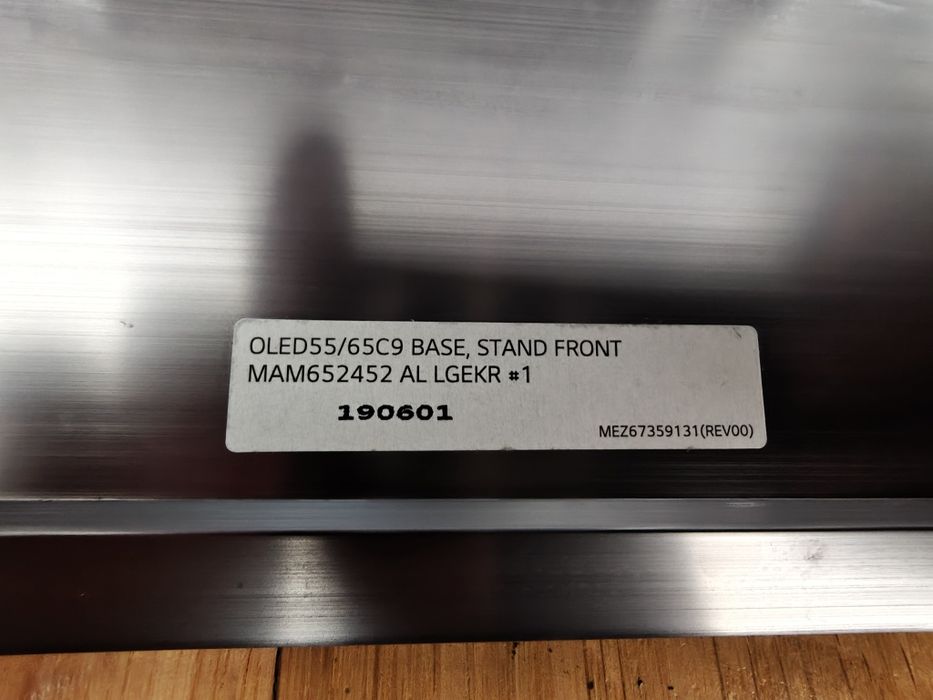 OLED55/65C9 BASE, STAND FRONT
MAM652452 AL LGEKR #1
190601
MEZ67359131(REV00)